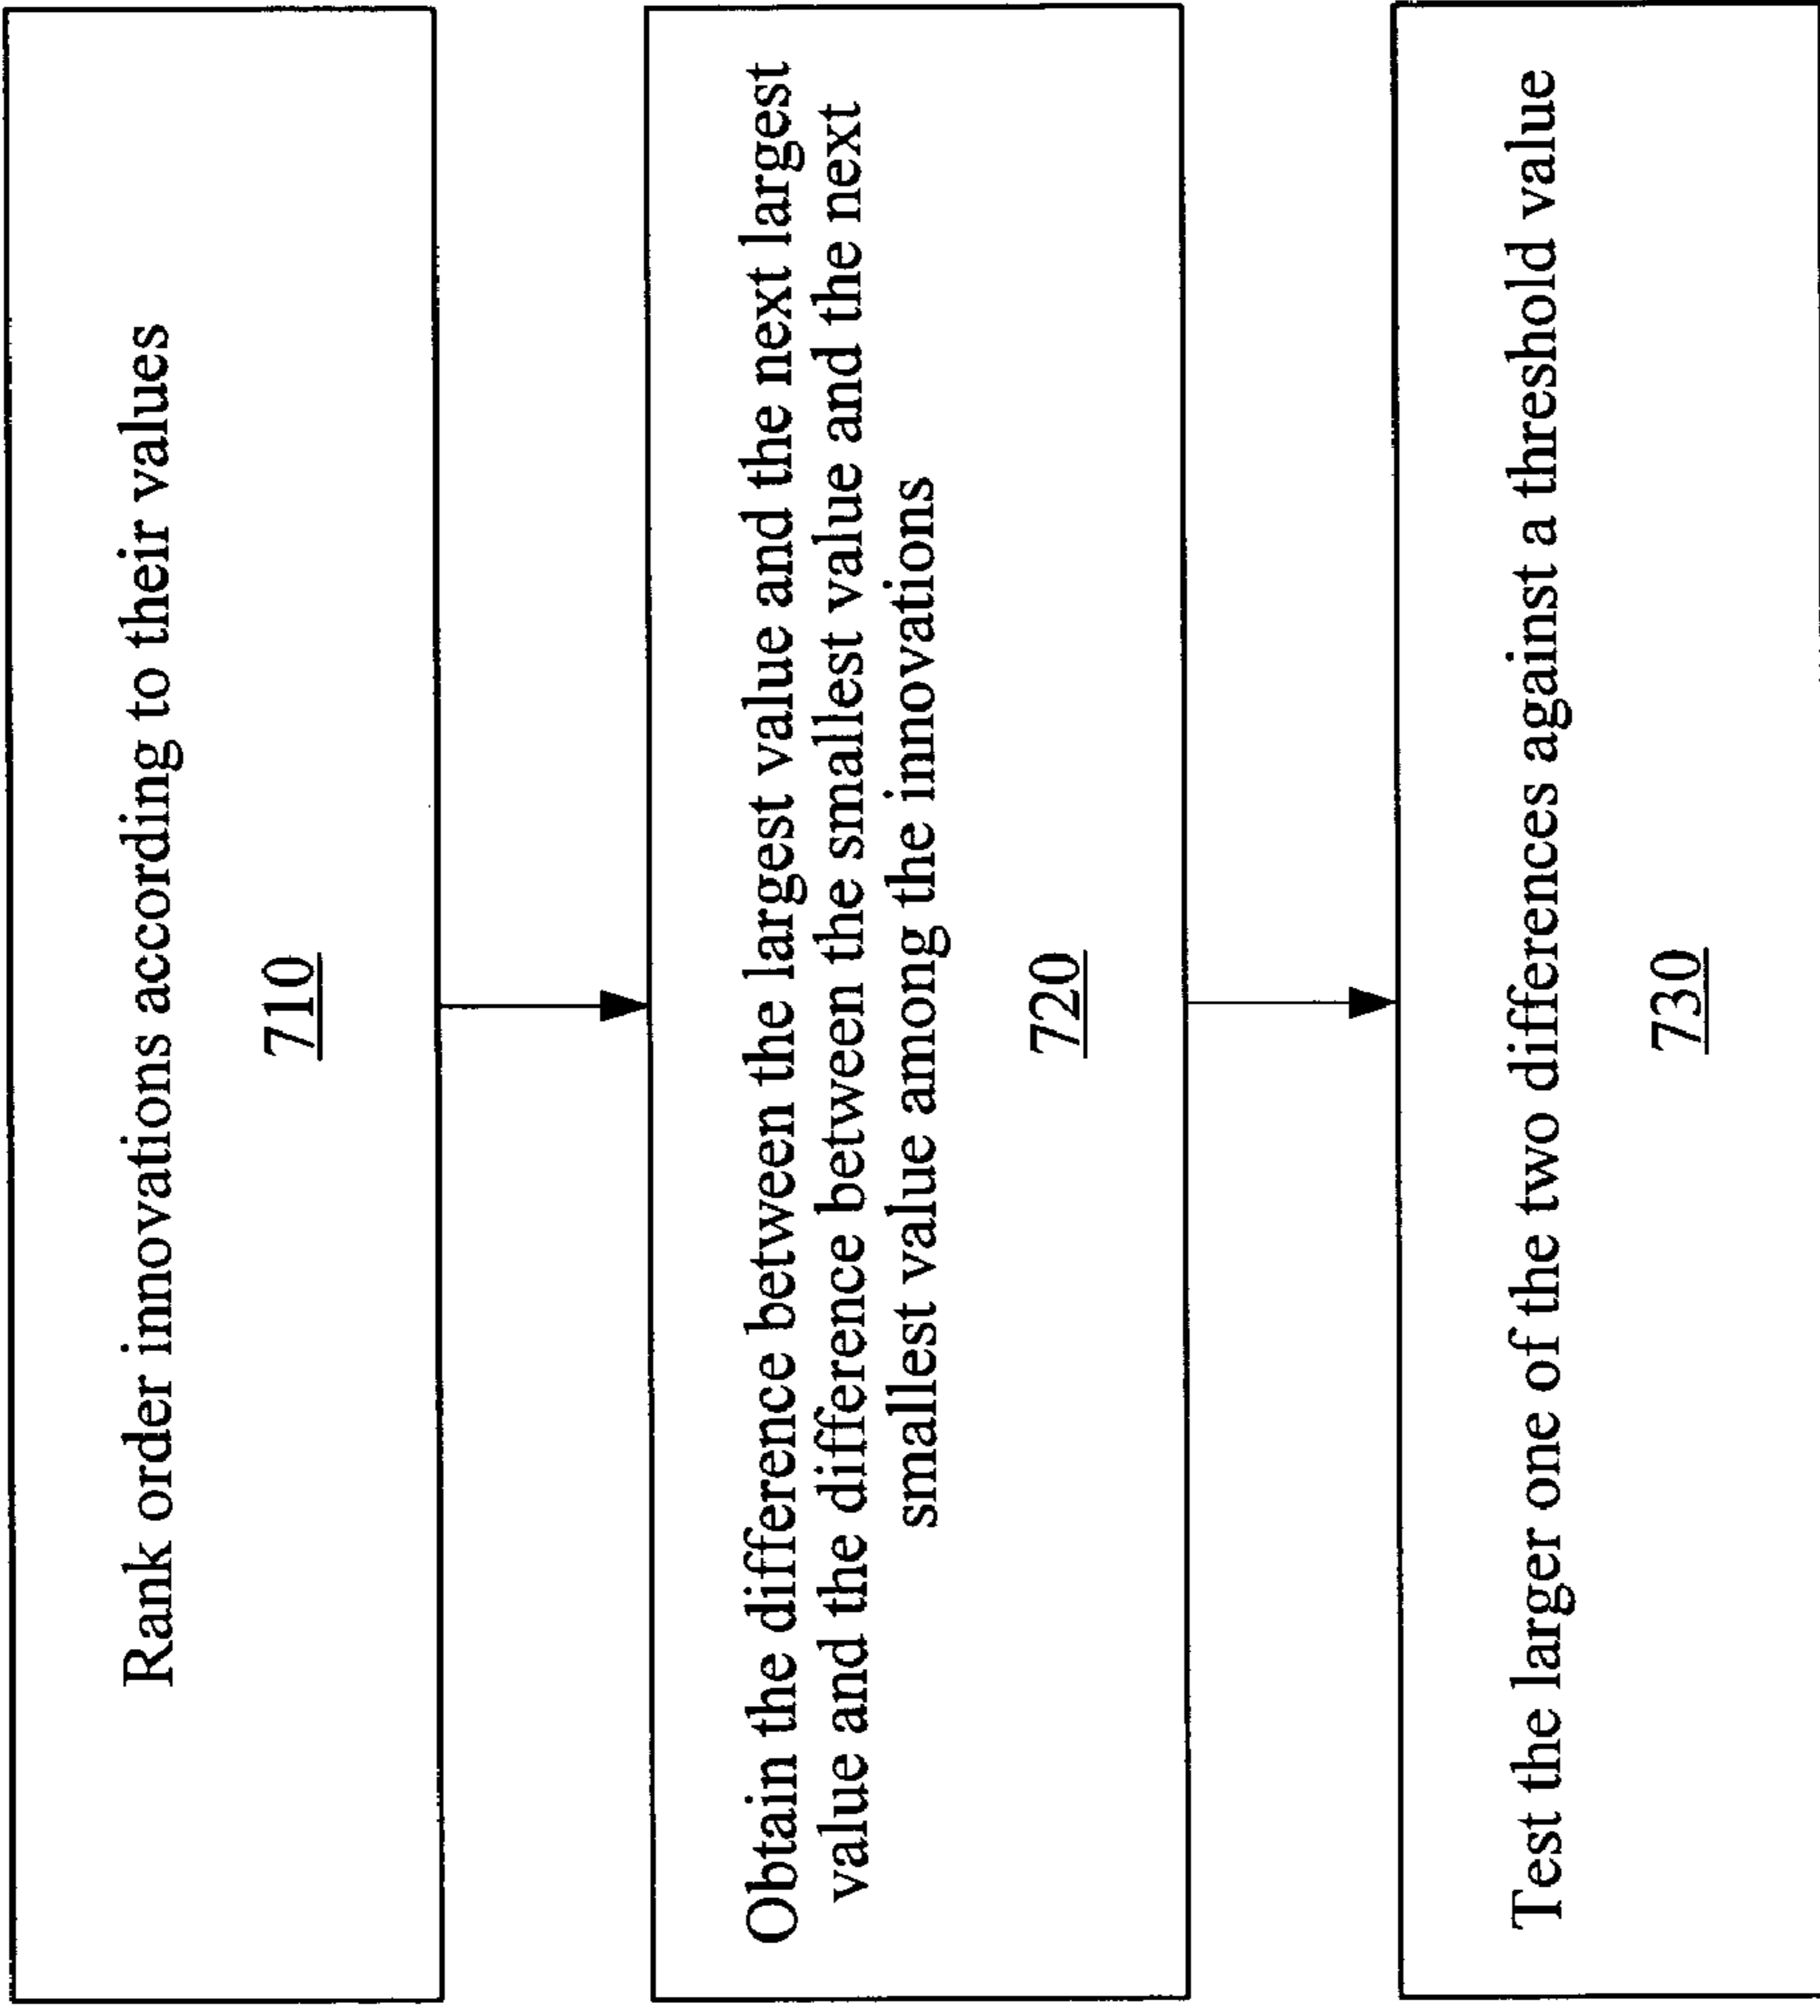 Rank order innovations according to their values
710
Obtain the difference between the largest value and the next largest
value and the difference between the smallest value and the next
smallest value among the innovations
720
Test the larger one of the two differences against a threshold value
730